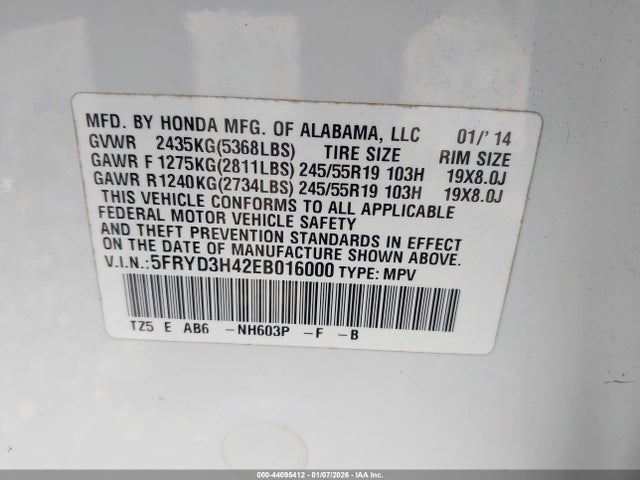 MFD. BY HONDA MFG. OF ALABAMA, LLC 01/'14
GVWR 2435KG(5368LBS) TIRE SIZE RIM SIZE
GAWR F 1275KG(2811LBS) 245/55R19 103H 19X8.0J
GAWR R 1240KG(2734LBS) 245/55R19 103H 19X8.0J
THIS VEHICLE CONFORMS TO ALL APPLICABLE
FEDERAL MOTOR VEHICLE SAFETY
AND THEFT PREVENTION STANDARDS IN EFFECT
ON THE DATE OF MANUFACTURE SHOWN ABOVE.
V.I.N.:5FRYD3H42EB016000 TYPE: MPV
TZ5 E AB6 -NH603P -F -B
000-44095412 - 01/07/2026 - IAA Inc.